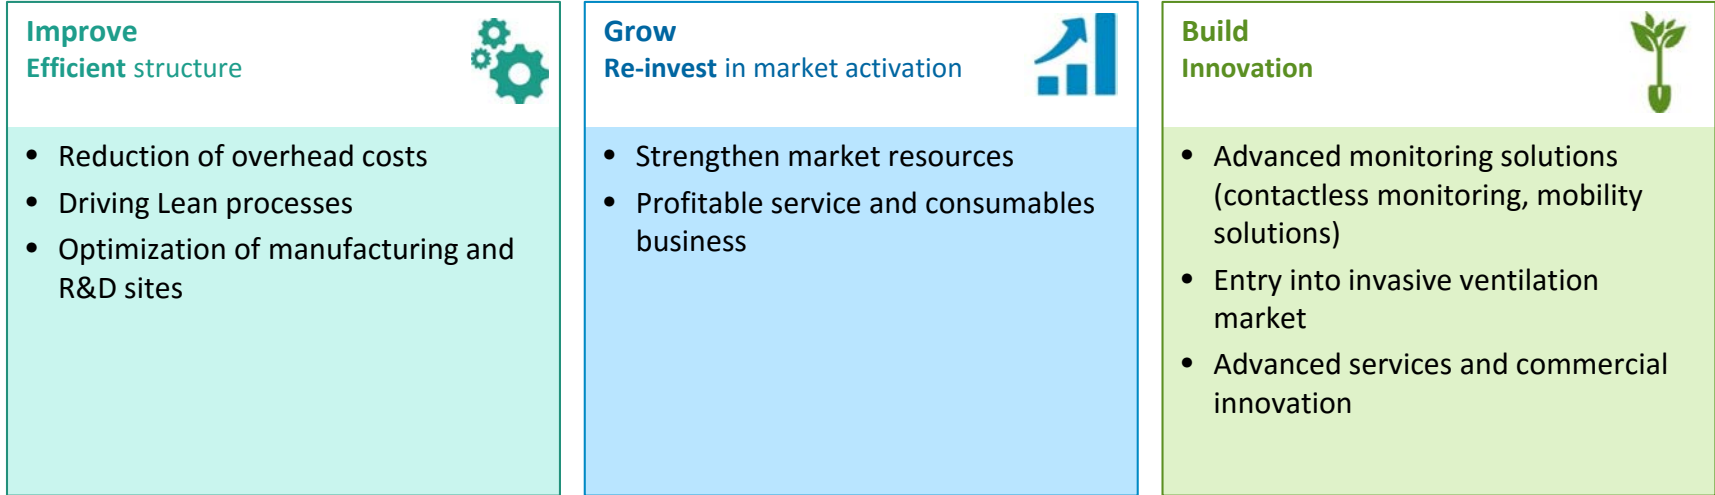 Improve
Efficient structure
• Reduction of overhead costs
• Driving Lean processes
• Optimization of manufacturing and
R&D sites
Grow
Re-invest in market activation
• Strengthen market resources
• Profitable service and consumables
business
Build
Innovation
• Advanced monitoring solutions
(contactless monitoring, mobility
solutions)
• Entry into invasive ventilation
market
• Advanced services and commercial
innovation